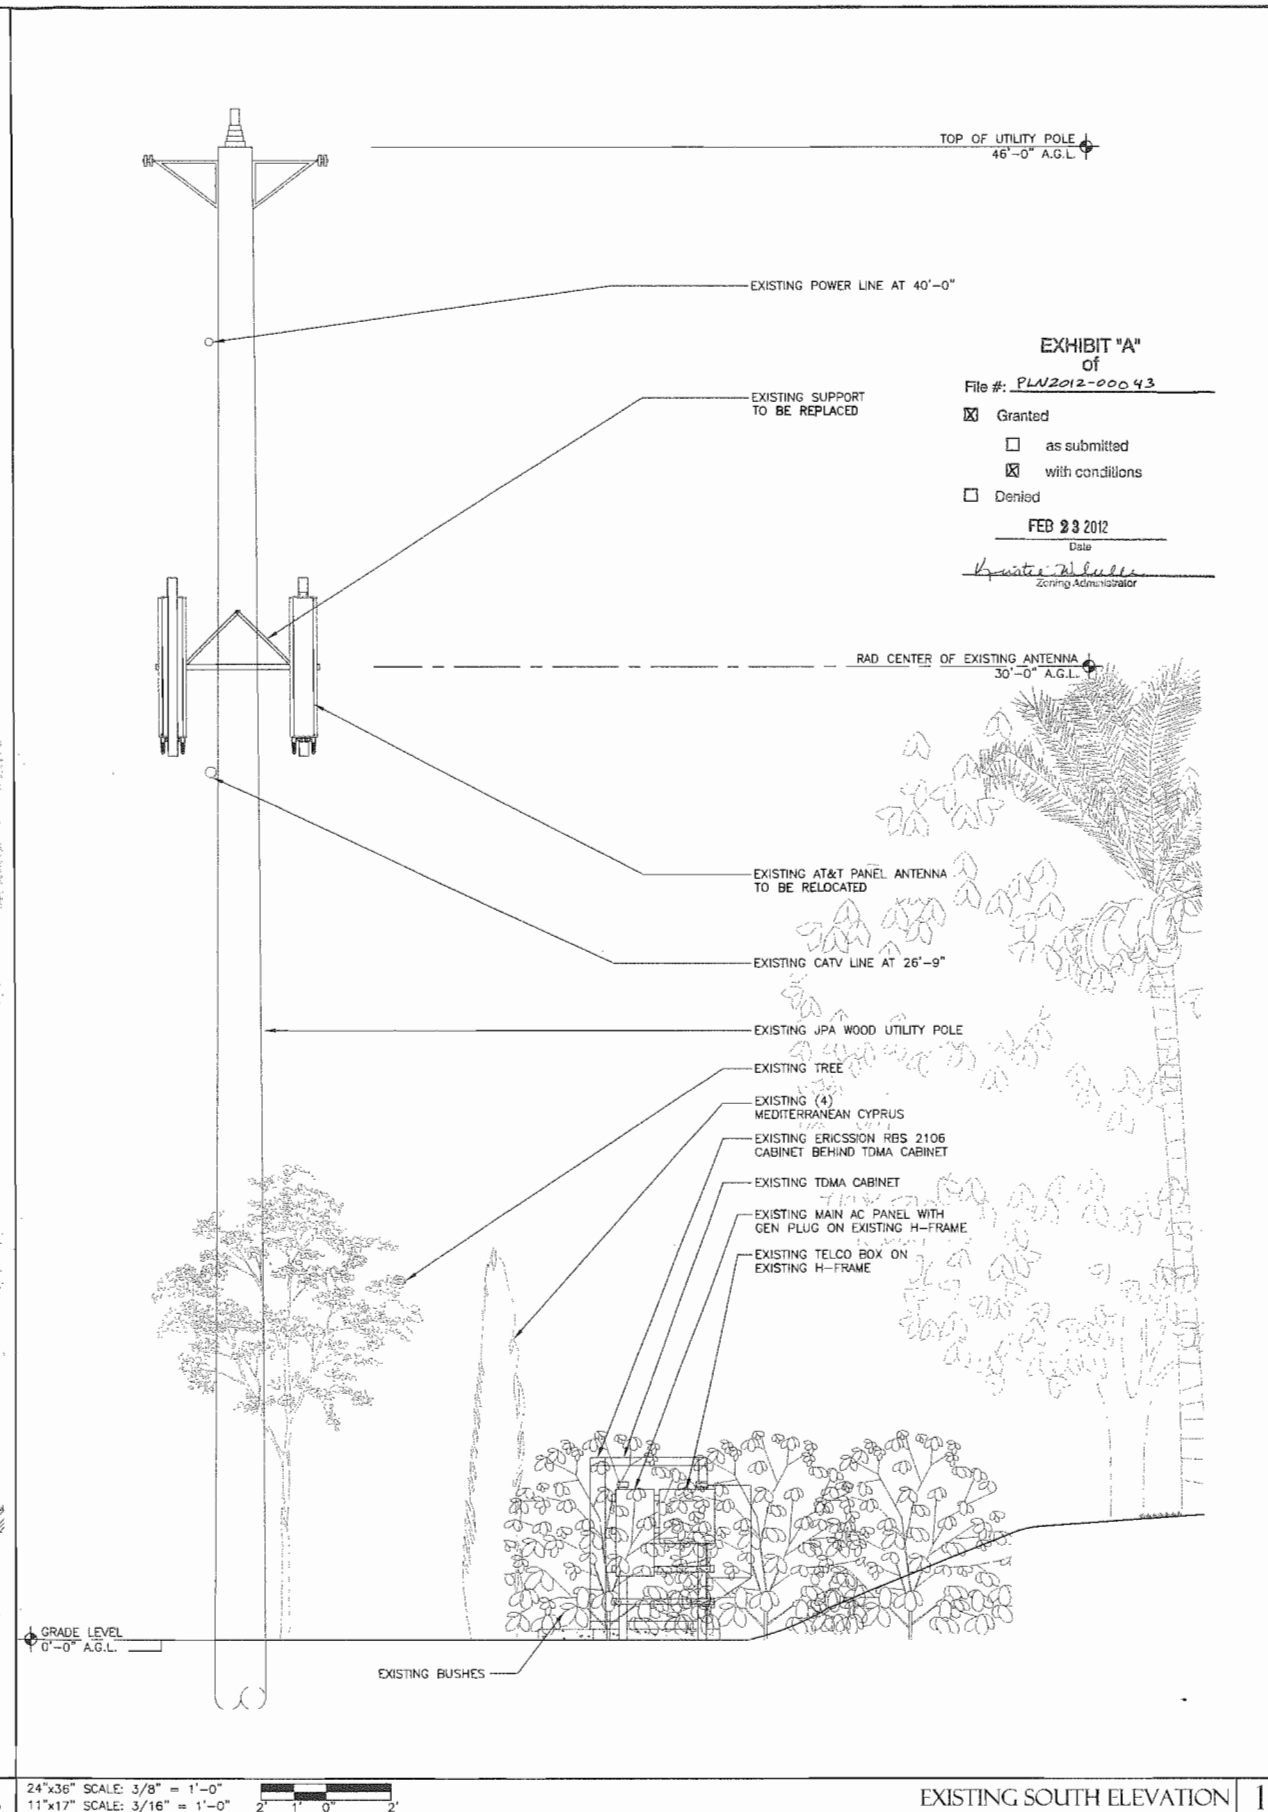 TOP OF UTILITY POLE
46'-0" A.G.L.
EXISTING POWER LINE AT 40'-0"
EXHIBIT "A"
of
File #: PLN2012-00043
Granted
as submitted
with conditions
Denied
FEB 23 2012
Date
Zoning Administrator
EXISTING SUPPORT
TO BE REPLACED
RAD CENTER OF EXISTING ANTENNA
30'-0" A.G.L.
EXISTING AT&T PANEL ANTENNA
TO BE RELOCATED
EXISTING CATV LINE AT 26'-9"
EXISTING JPA WOOD UTILITY POLE
EXISTING TREE
EXISTING (4)
MEDITERRANEAN CYPRUS
EXISTING ERICSSION RBS 2106
CABINET BEHIND TDMA CABINET
EXISTING TDMA CABINET
EXISTING MAIN AC PANEL WITH
GEN PLUG ON EXISTING H-FRAME
EXISTING TELCO BOX ON
EXISTING H-FRAME
GRADE LEVEL
0'-0" A.G.L.
EXISTING BUSHES
24"x36" SCALE: 3/8" = 1'-0"
11"x17" SCALE: 3/16" = 1'-0"
2' 1' 0" 2'
EXISTING SOUTH ELEVATION 1